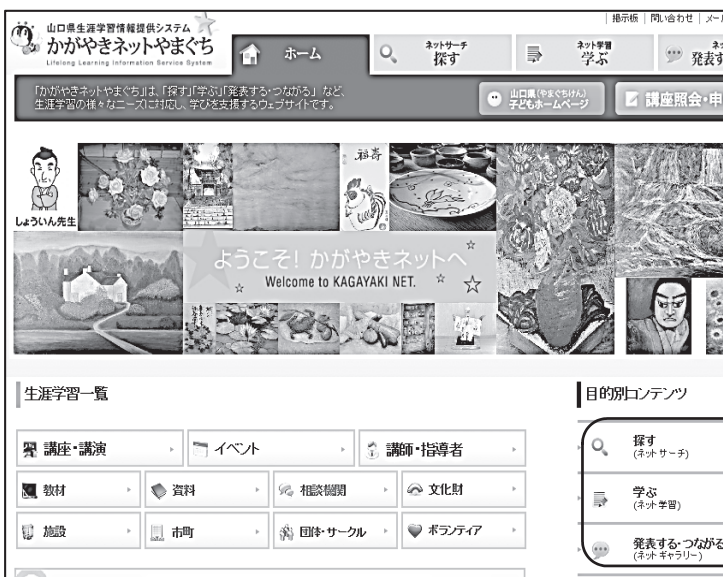 掲示板 | 問い合わせ | メー
山口県生涯学習情報提供システム
かがやきネットやまぐち
Lifelong Learning Information Service System
ホーム
ネットサーチ
探す
ネット学習
学ぶ
ネッ
発表す
「かがやきネットやまぐち」は、「探す」「学ぶ」「発表する・つながる」 など、
生涯学習の様々なニーズに対応し、学びを支援するウェブサイトです。
山口県(やまぐちけん)
子どもホームページ
講座照会・申
福寿
しょういん先生
ようこそ! かがやきネットへ
Welcome to KAGAYAKI NET.
生涯学習一覧
目的別コンテンツ
講座・講演
イベント
講師・指導者
教材
資料
相談機関
文化財
施設
市町
団体・サークル
ボランティア
探す
(ネットサーチ)
学ぶ
(ネット学習)
発表する・つながる
(ネットギャラリー)